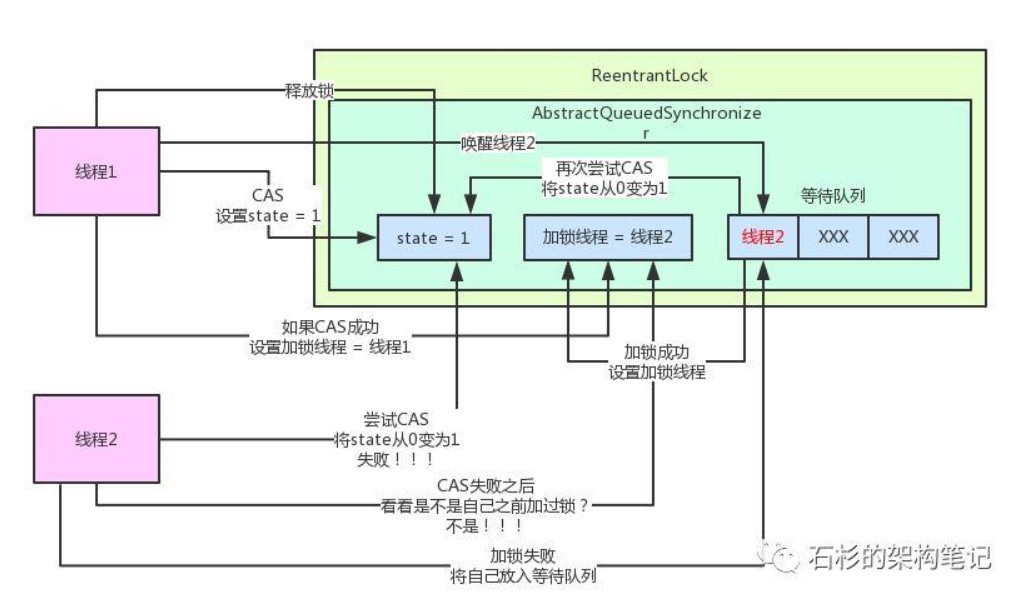 ReentrantLock
释放锁
AbstractQueuedSynchronize
r
唤醒线程2
线程1
再次尝试CAS
将state从0变为1
CAS
设置state = 1
等待队列
state = 1
加锁线程 = 线程2
线程2
XXX
XXX
如果CAS成功
设置加锁线程 = 线程1
加锁成功
设置加锁线程
线程2
尝试CAS
将state从0变为1
失败！！！
CAS失败之后
看看是不是自己之前加过锁？
不是！！！
加锁失败
将自己放入等待队列
石杉的架构笔记